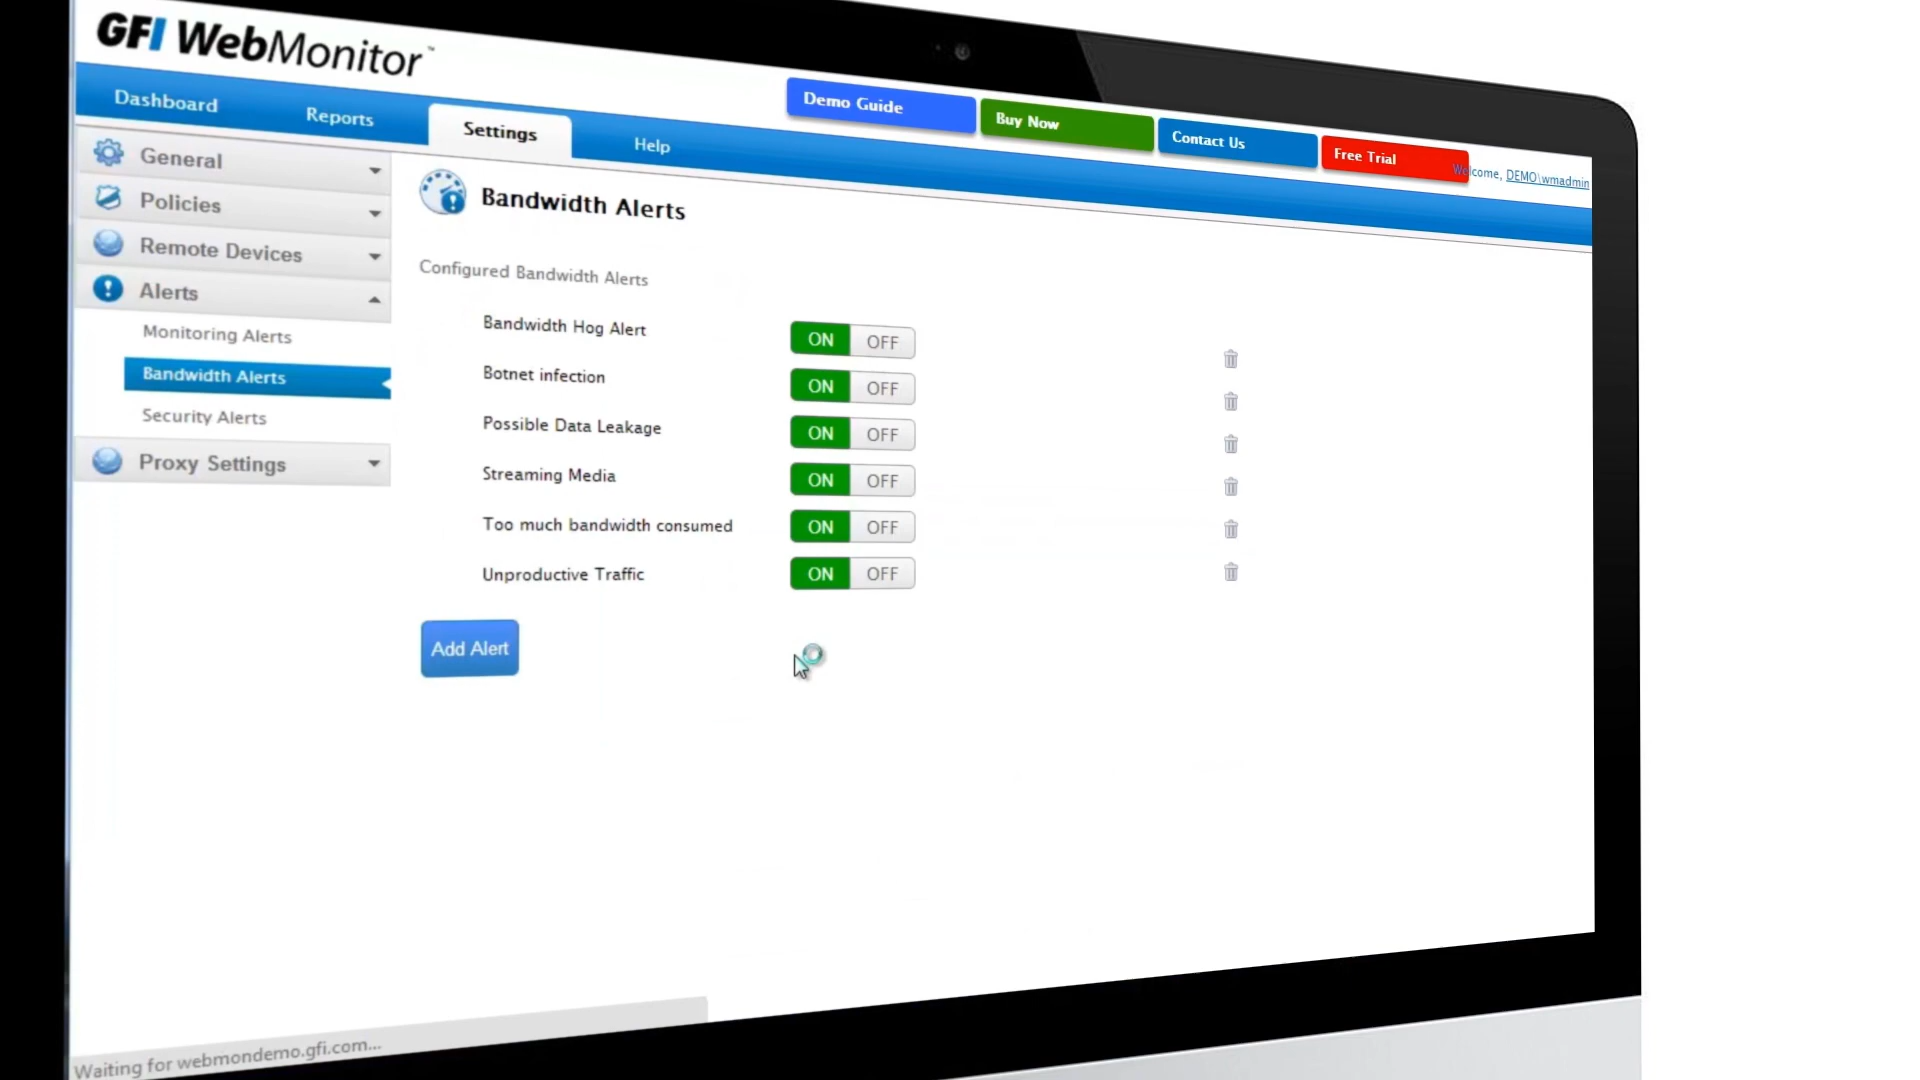 GFI WebMonitor™
Demo Guide
Buy Now
Contact Us
Free Trial
Welcome, DEMO\wmadmin
Dashboard
Reports
Settings
Help
General
Policies
Remote Devices
Alerts
Monitoring Alerts
Bandwidth Alerts
Security Alerts
Proxy Settings
Bandwidth Alerts
Configured Bandwidth Alerts
Bandwidth Hog Alert ON OFF
Botnet infection ON OFF
Possible Data Leakage ON OFF
Streaming Media ON OFF
Too much bandwidth consumed ON OFF
Unproductive Traffic ON OFF
Add Alert
Waiting for webmondemo.gfi.com...